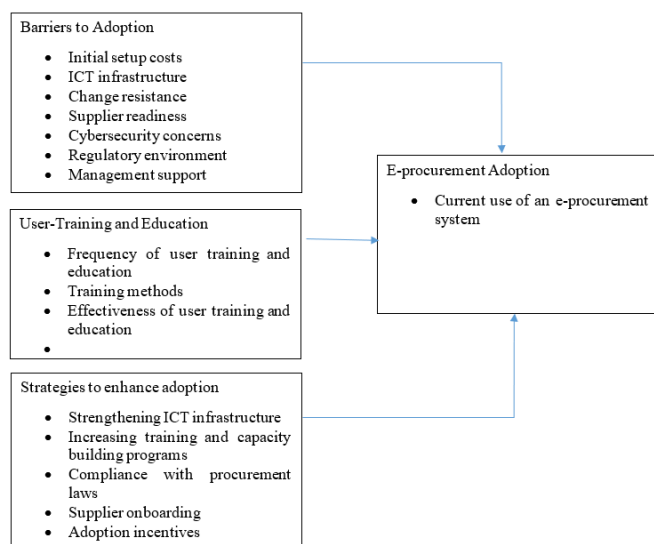 Barriers to Adoption
• Initial setup costs
• ICT infrastructure
• Change resistance
• Supplier readiness
• Cybersecurity concerns
• Regulatory environment
• Management support
User-Training and Education
• Frequency of user training and
education
• Training methods
• Effectiveness of user training and
education
•
Strategies to enhance adoption
• Strengthening ICT infrastructure
• Increasing training and capacity
building programs
• Compliance with procurement
laws
• Supplier onboarding
• Adoption incentives
E-procurement Adoption
• Current use of an e-procurement
system